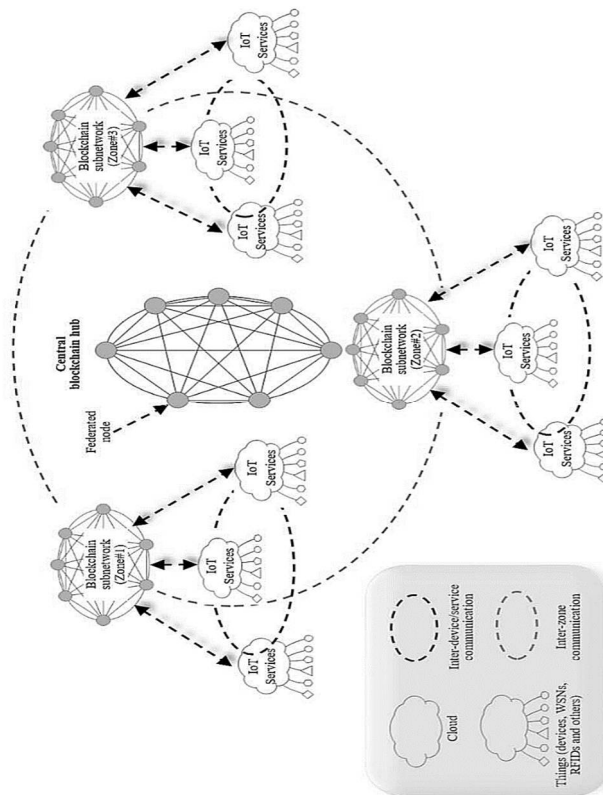 Blockchain
subnetwork
(Zone#1)
IoT
Services
IoT
Services
IoT
Services
Federated
node
Central
blockchain hub
Blockchain
subnetwork
(Zone#3)
IoT
Services
IoT
Services
IoT
Services
Blockchain
subnetwork
(Zone#2)
IoT
Services
IoT
Services
IoT
Services
Cloud
Inter-device/service
communication
Things (devices, WSNs,
RFIDs and others)
Inter-zone
communication